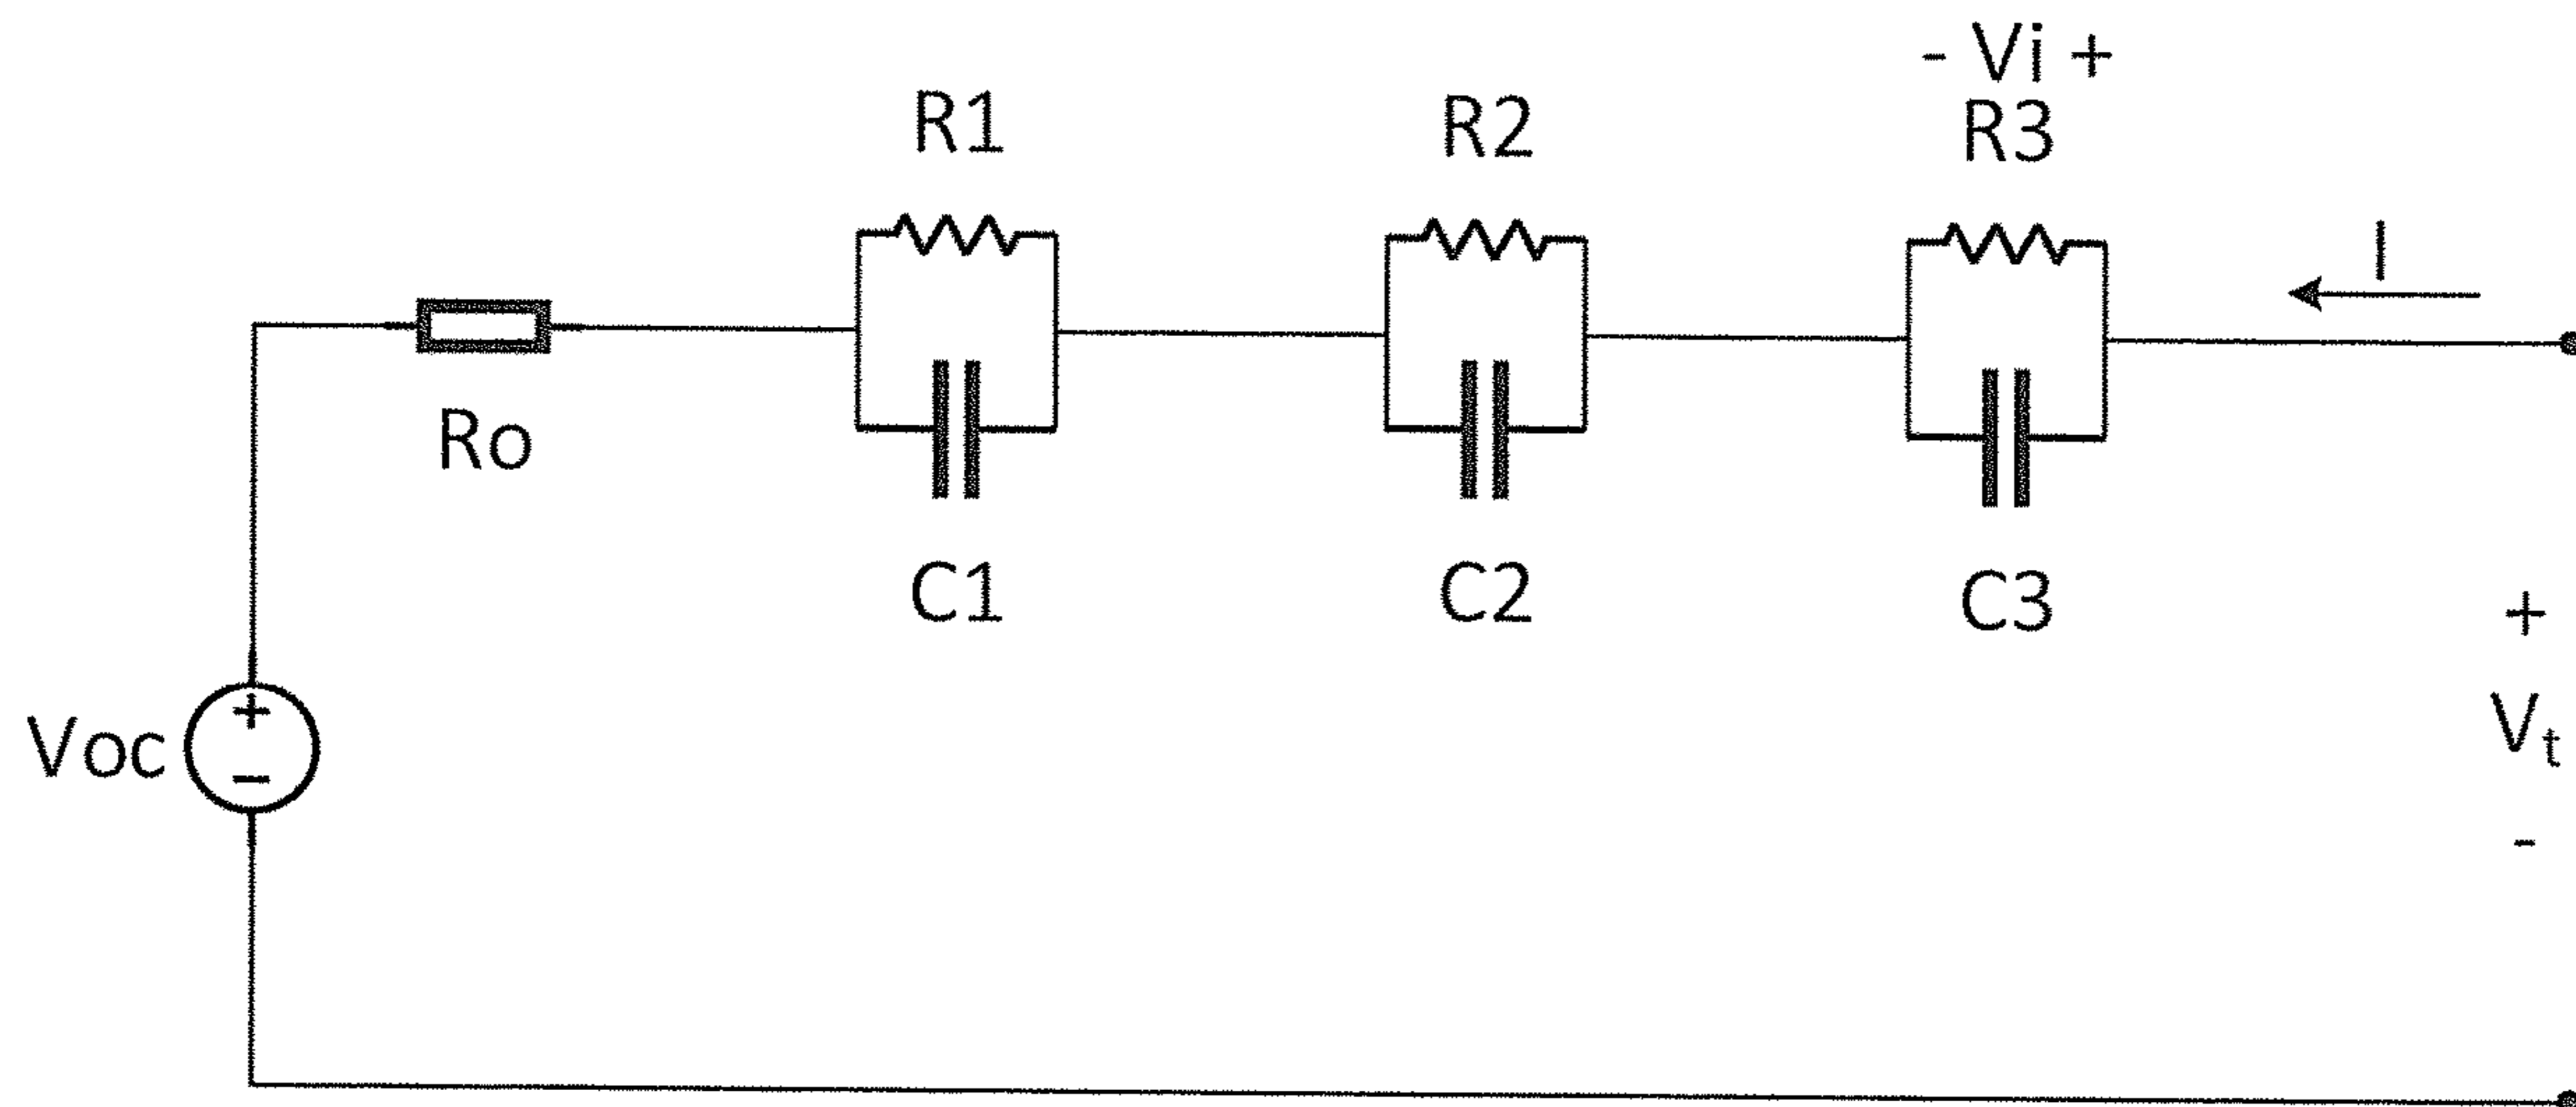 - Vi +
R1
R2
R3
I
Ro
C1
C2
C3
+
Voc
+
−
Vt
-